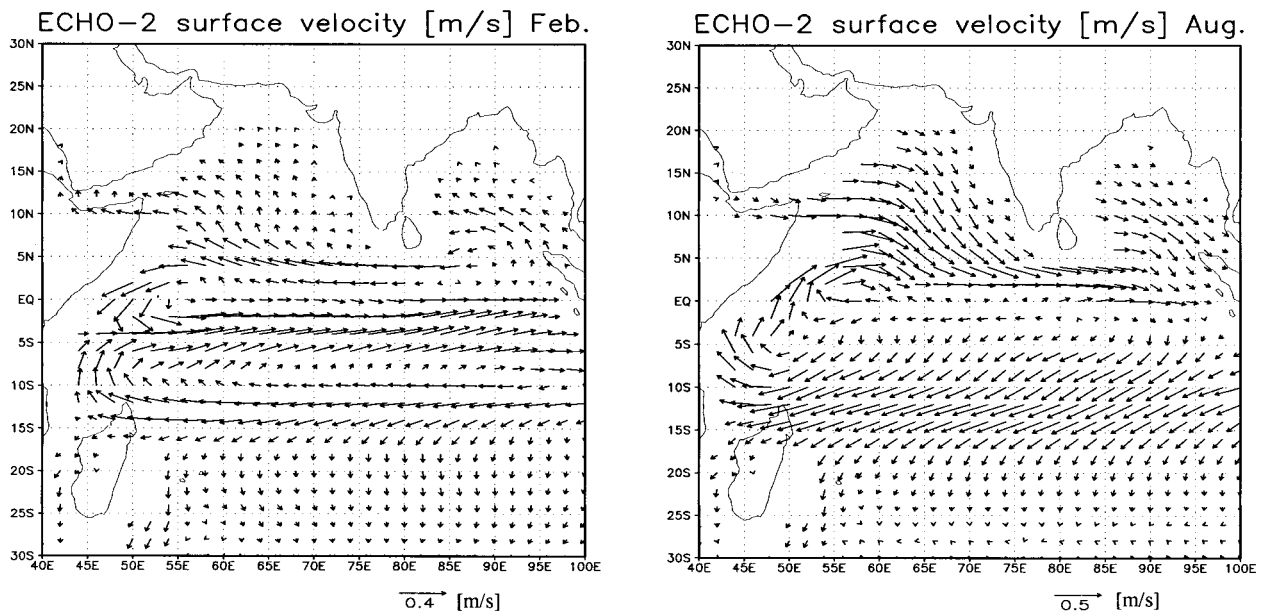 ECHO-2 surface velocity [m/s] Feb.
30N
25N
20N
15N
10N
5N
EQ
5S
10S
15S
20S
25S
30S
40E 45E 50E 55E 60E 65E 70E 75E 80E 85E 90E 95E 100E
0.4 [m/s]
ECHO-2 surface velocity [m/s] Aug.
30N
25N
20N
15N
10N
5N
EQ
5S
10S
15S
20S
25S
30S
40E 45E 50E 55E 60E 65E 70E 75E 80E 85E 90E 95E 100E
0.5 [m/s]